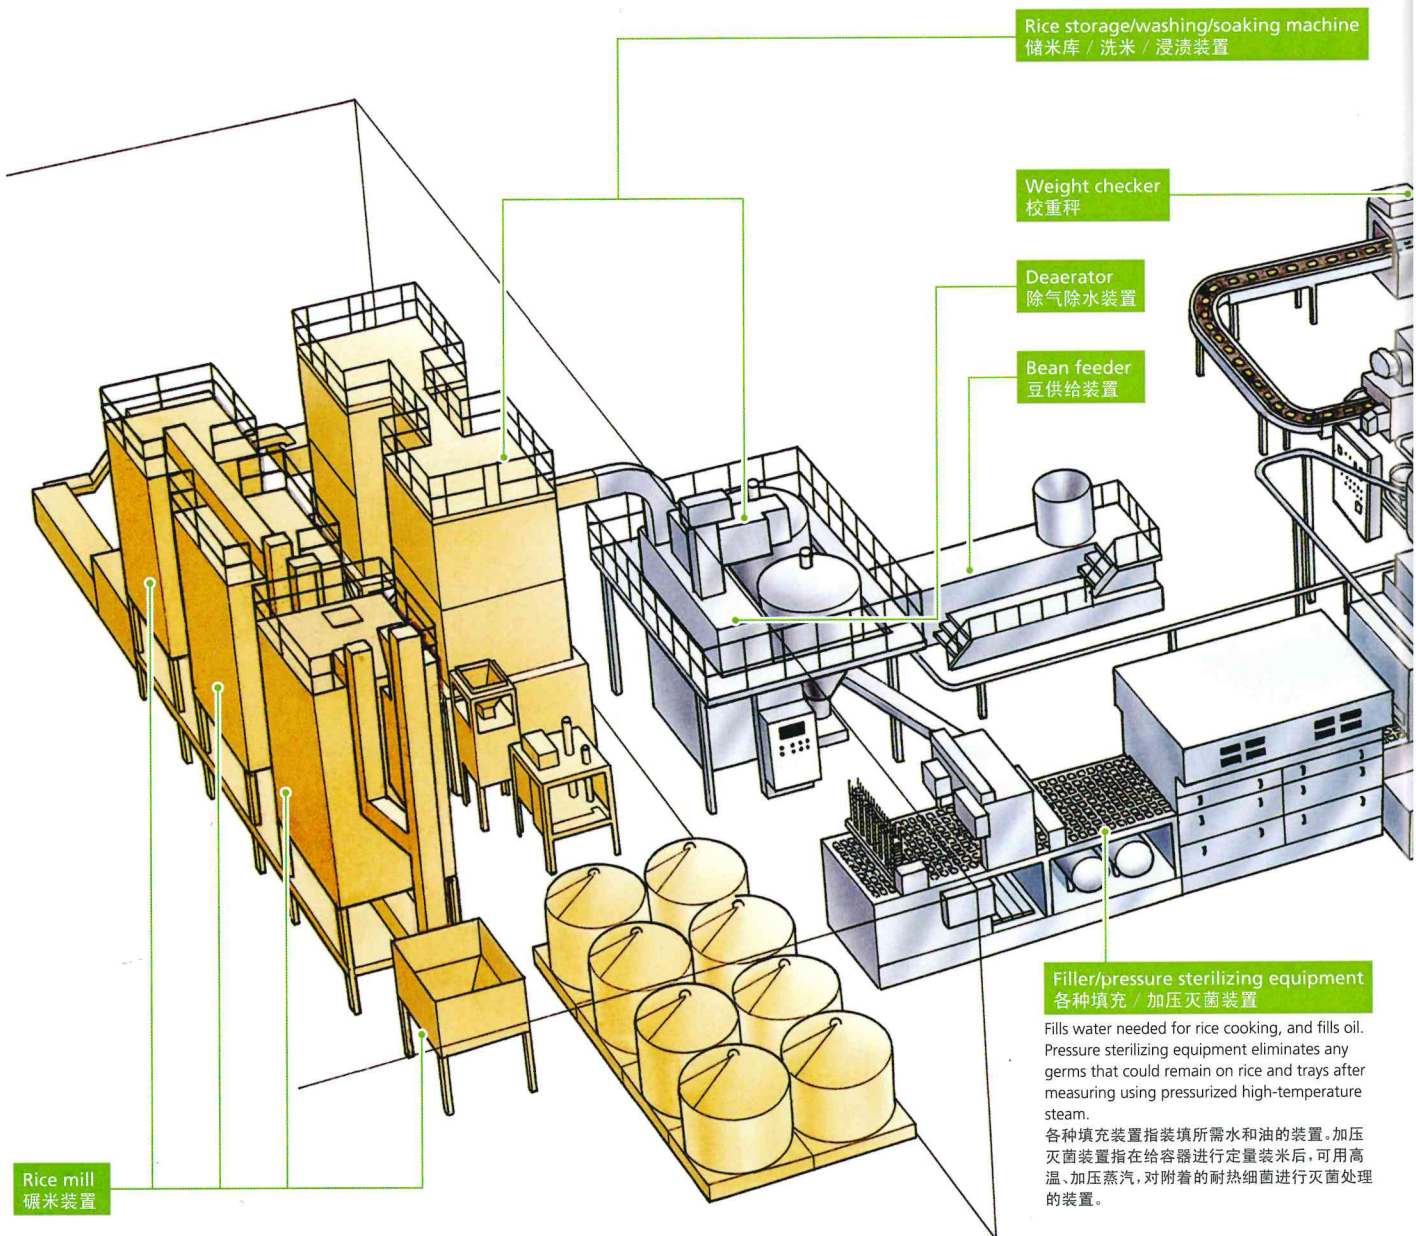 Rice storage/washing/soaking machine
储米库 / 洗米 / 浸渍装置
Weight checker
校重秤
Deaerator
除气除水装置
Bean feeder
豆供给装置
Filler/pressure sterilizing equipment
各种填充 / 加压灭菌装置
Fills water needed for rice cooking, and fills oil.
Pressure sterilizing equipment eliminates any
germs that could remain on rice and trays after
measuring using pressurized high-temperature
steam.
各种填充装置指装填所需水和油的装置。加压
灭菌装置指在给容器进行定量装米后,可用高
温、加压蒸汽,对附着的耐热细菌进行灭菌处理
的装置。
Rice mill
碾米装置